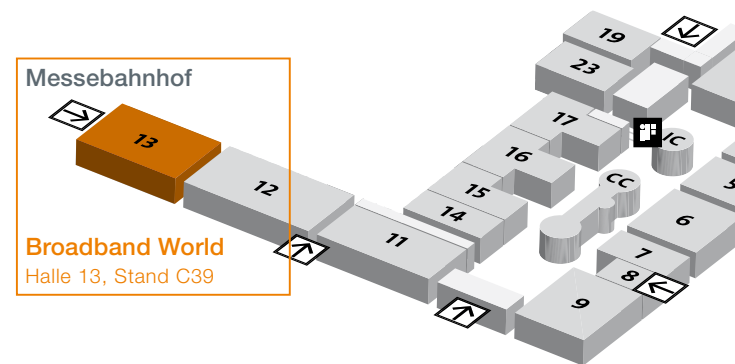 Messebahnhof
13
12
11
Broadband World
Halle 13, Stand C39
19
23
17
16
15
14
IC
CC
5
6
7
8
9